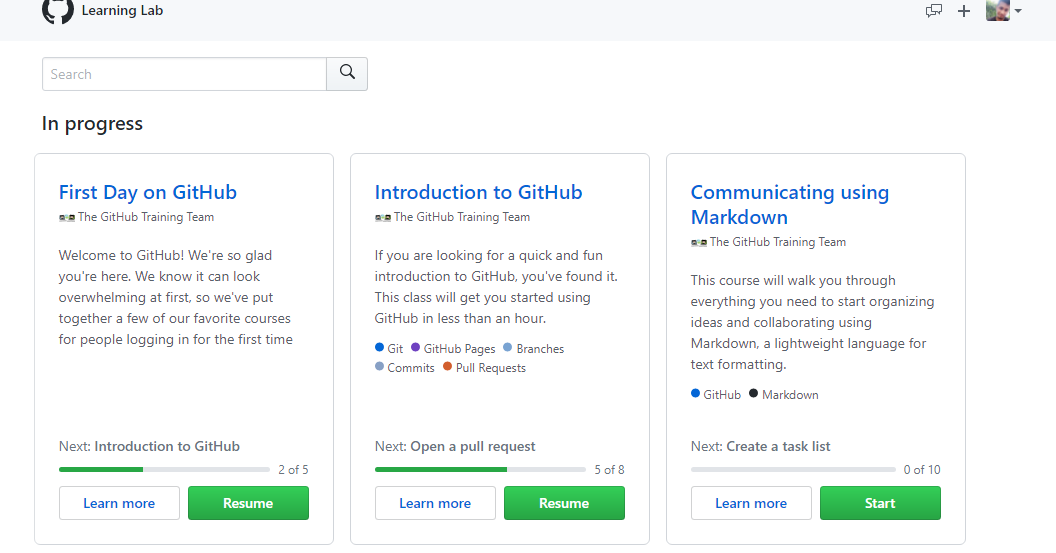 Learning Lab
Search
In progress
First Day on GitHub
The GitHub Training Team
Welcome to GitHub! We're so glad
you're here. We know it can look
overwhelming at first, so we've put
together a few of our favorite courses
for people logging in for the first time
Next: Introduction to GitHub
2 of 5
Learn more
Resume
Introduction to GitHub
The GitHub Training Team
If you are looking for a quick and fun
introduction to GitHub, you've found it.
This class will get you started using
GitHub in less than an hour.
Git GitHub Pages Branches
Commits Pull Requests
Next: Open a pull request
5 of 8
Learn more
Resume
Communicating using
Markdown
The GitHub Training Team
This course will walk you through
everything you need to start organizing
ideas and collaborating using
Markdown, a lightweight language for
text formatting.
GitHub Markdown
Next: Create a task list
0 of 10
Learn more
Start